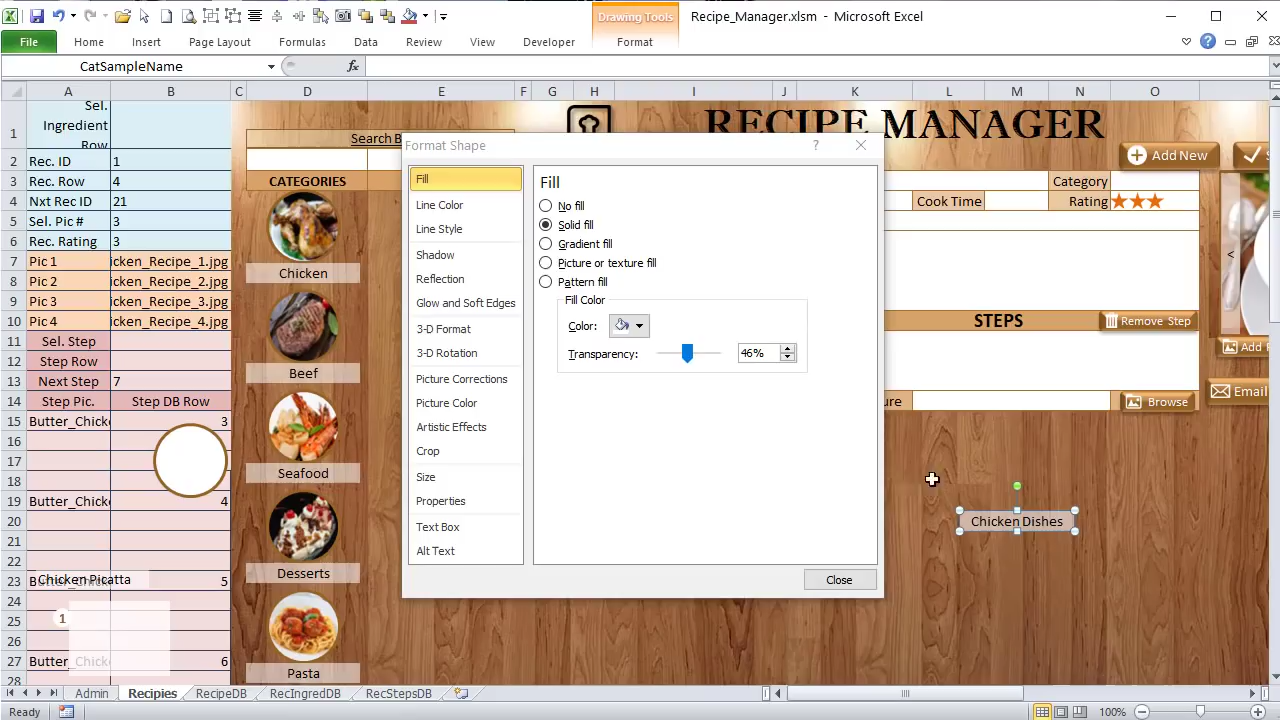 Drawing Tools
Recipe_Manager.xlsm - Microsoft Excel
File Home Insert Page Layout Formulas Data Review View Developer Format
CatSampleName fx
A B C D E F G H I J K L M N O
1 Sel. Ingredient Row
2 Rec. ID 1
3 Rec. Row 4
4 Nxt Rec ID 21
5 Sel. Pic # 3
6 Rec. Rating 3
7 Pic 1 icken_Recipe_1.jpg
8 Pic 2 icken_Recipe_2.jpg
9 Pic 3 icken_Recipe_3.jpg
10 Pic 4 icken_Recipe_4.jpg
11 Sel. Step
12 Step Row
13 Next Step 7
14 Step Pic. Step DB Row
15 Butter_Chicke 3
16
17
18
19 Butter_Chick 4
20
21
22
23 5
Chicken Picatta
24
1
25
26
27 Butter_Chick 6
28
Search B
CATEGORIES
Chicken
Beef
Seafood
Desserts
Pasta
RECIPE MANAGER
Add New
Category
Cook Time
Rating
<
STEPS
Remove Step
Add
Email
ure
Browse
Chicken Dishes
Format Shape ?
Fill
Line Color
Line Style
Shadow
Reflection
Glow and Soft Edges
3-D Format
3-D Rotation
Picture Corrections
Picture Color
Artistic Effects
Crop
Size
Properties
Text Box
Alt Text
Fill
No fill
Solid fill
Gradient fill
Picture or texture fill
Pattern fill
Fill Color
Color:
Transparency: 46%
Close
Admin Recipies RecipeDB RecIngredDB RecStepsDB
Ready 100%